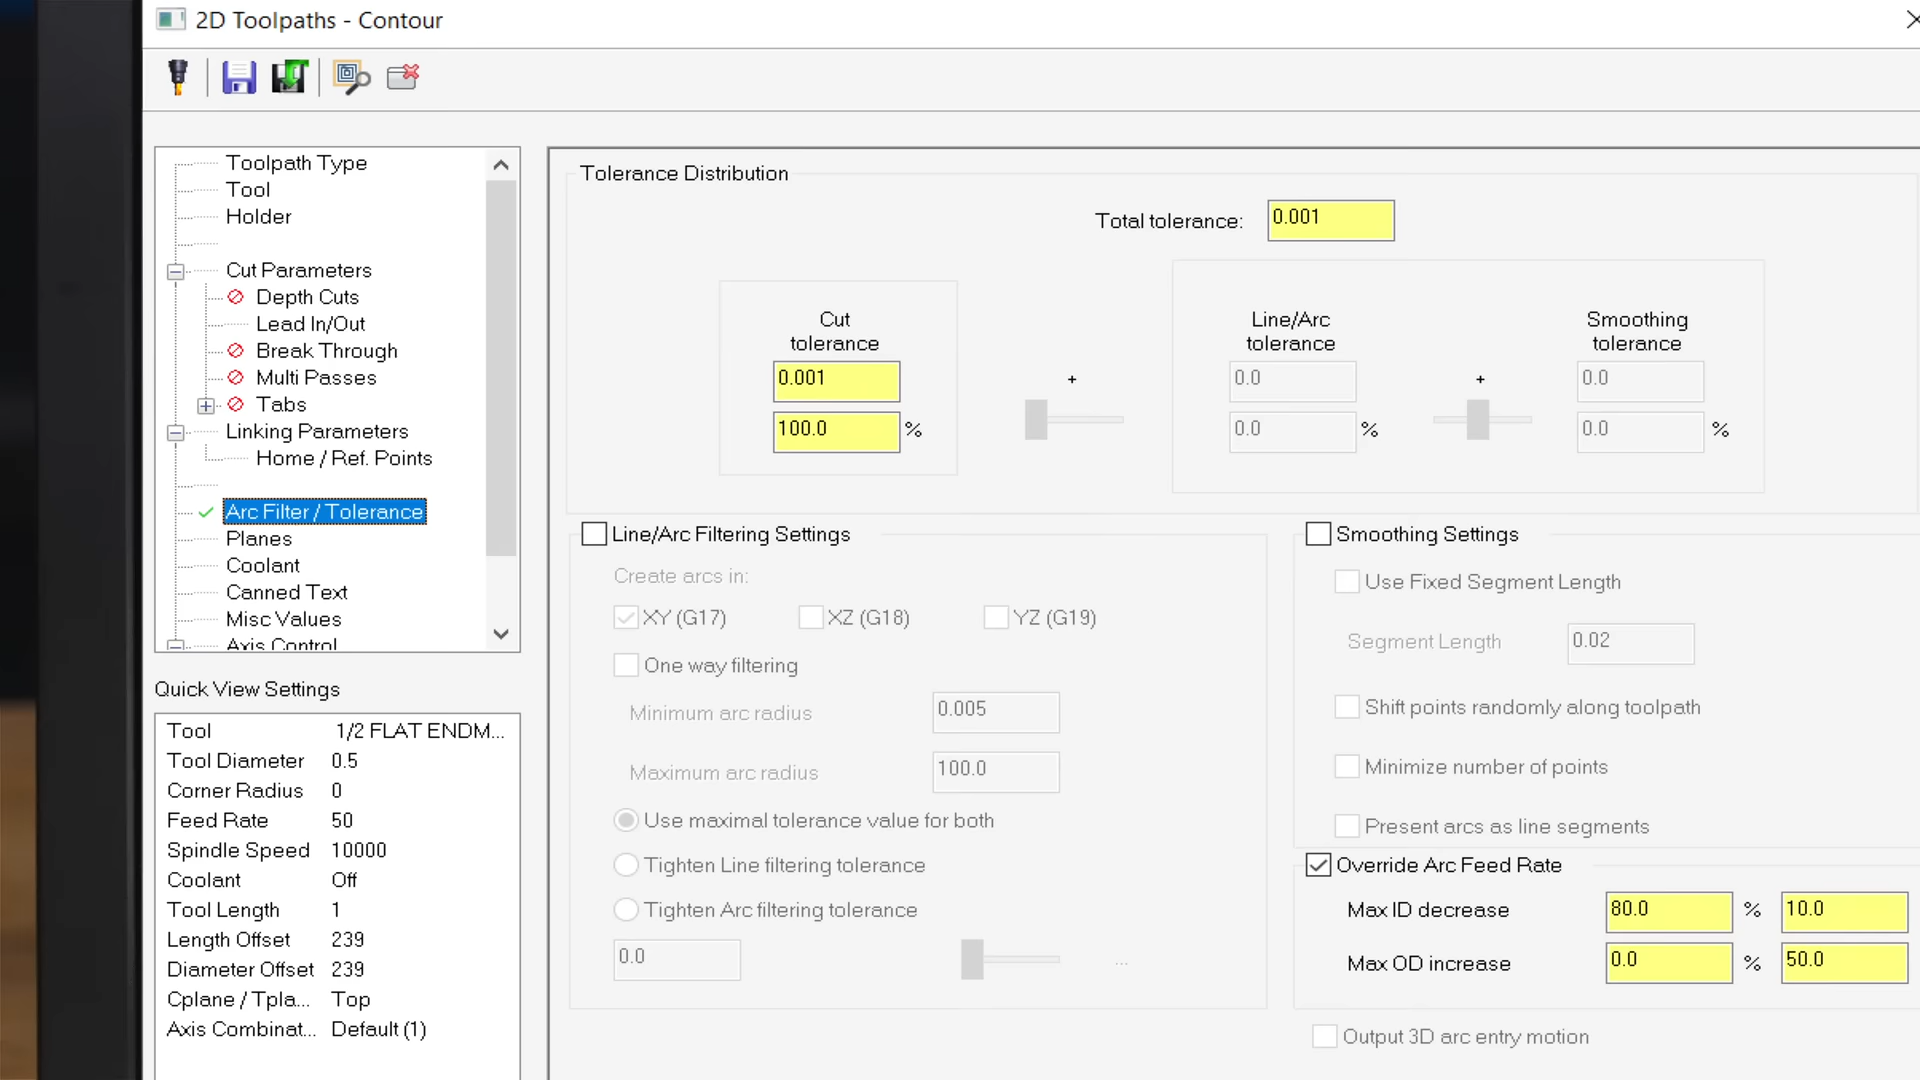 2D Toolpaths - Contour
Toolpath Type
Tool
Holder
Cut Parameters
Depth Cuts
Lead In/Out
Break Through
Multi Passes
Tabs
Linking Parameters
Home / Ref. Points
Arc Filter / Tolerance
Planes
Coolant
Canned Text
Misc Values
Axis Control
Quick View Settings
Tool 1/2 FLAT ENDM...
Tool Diameter 0.5
Corner Radius 0
Feed Rate 50
Spindle Speed 10000
Coolant Off
Tool Length 1
Length Offset 239
Diameter Offset 239
Cplane / Tpla... Top
Axis Combinat... Default (1)
Tolerance Distribution
Total tolerance: 0.001
Cut
tolerance
0.001
100.0 %
+
Line/Arc
tolerance
0.0
0.0 %
+
Smoothing
tolerance
0.0
0.0 %
Line/Arc Filtering Settings
Create arcs in:
XY (G17) XZ (G18) YZ (G19)
One way filtering
Minimum arc radius 0.005
Maximum arc radius 100.0
Use maximal tolerance value for both
Tighten Line filtering tolerance
Tighten Arc filtering tolerance
0.0 ...
Smoothing Settings
Use Fixed Segment Length
Segment Length 0.02
Shift points randomly along toolpath
Minimize number of points
Present arcs as line segments
Override Arc Feed Rate
Max ID decrease 80.0 % 10.0
Max OD increase 0.0 % 50.0
Output 3D arc entry motion